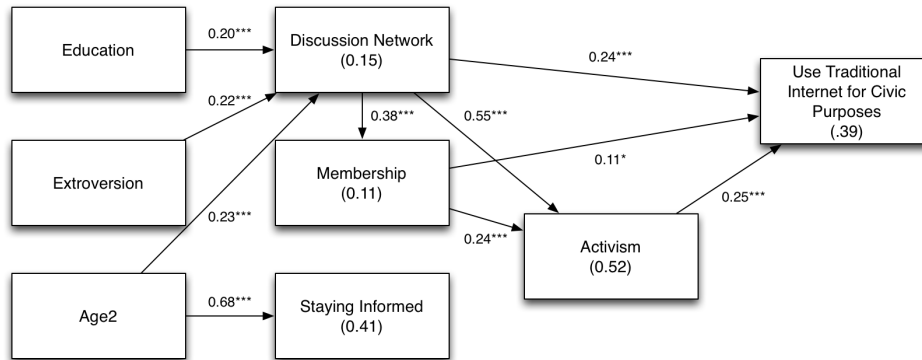 Education
0.20***
Discussion Network
(0.15)
0.24***
Use Traditional
Internet for Civic
Purposes
(.39)
0.22***
0.38***
0.55***
Extroversion
Membership
(0.11)
0.11*
0.23***
0.24***
Activism
(0.52)
0.25***
Age2
0.68***
Staying Informed
(0.41)